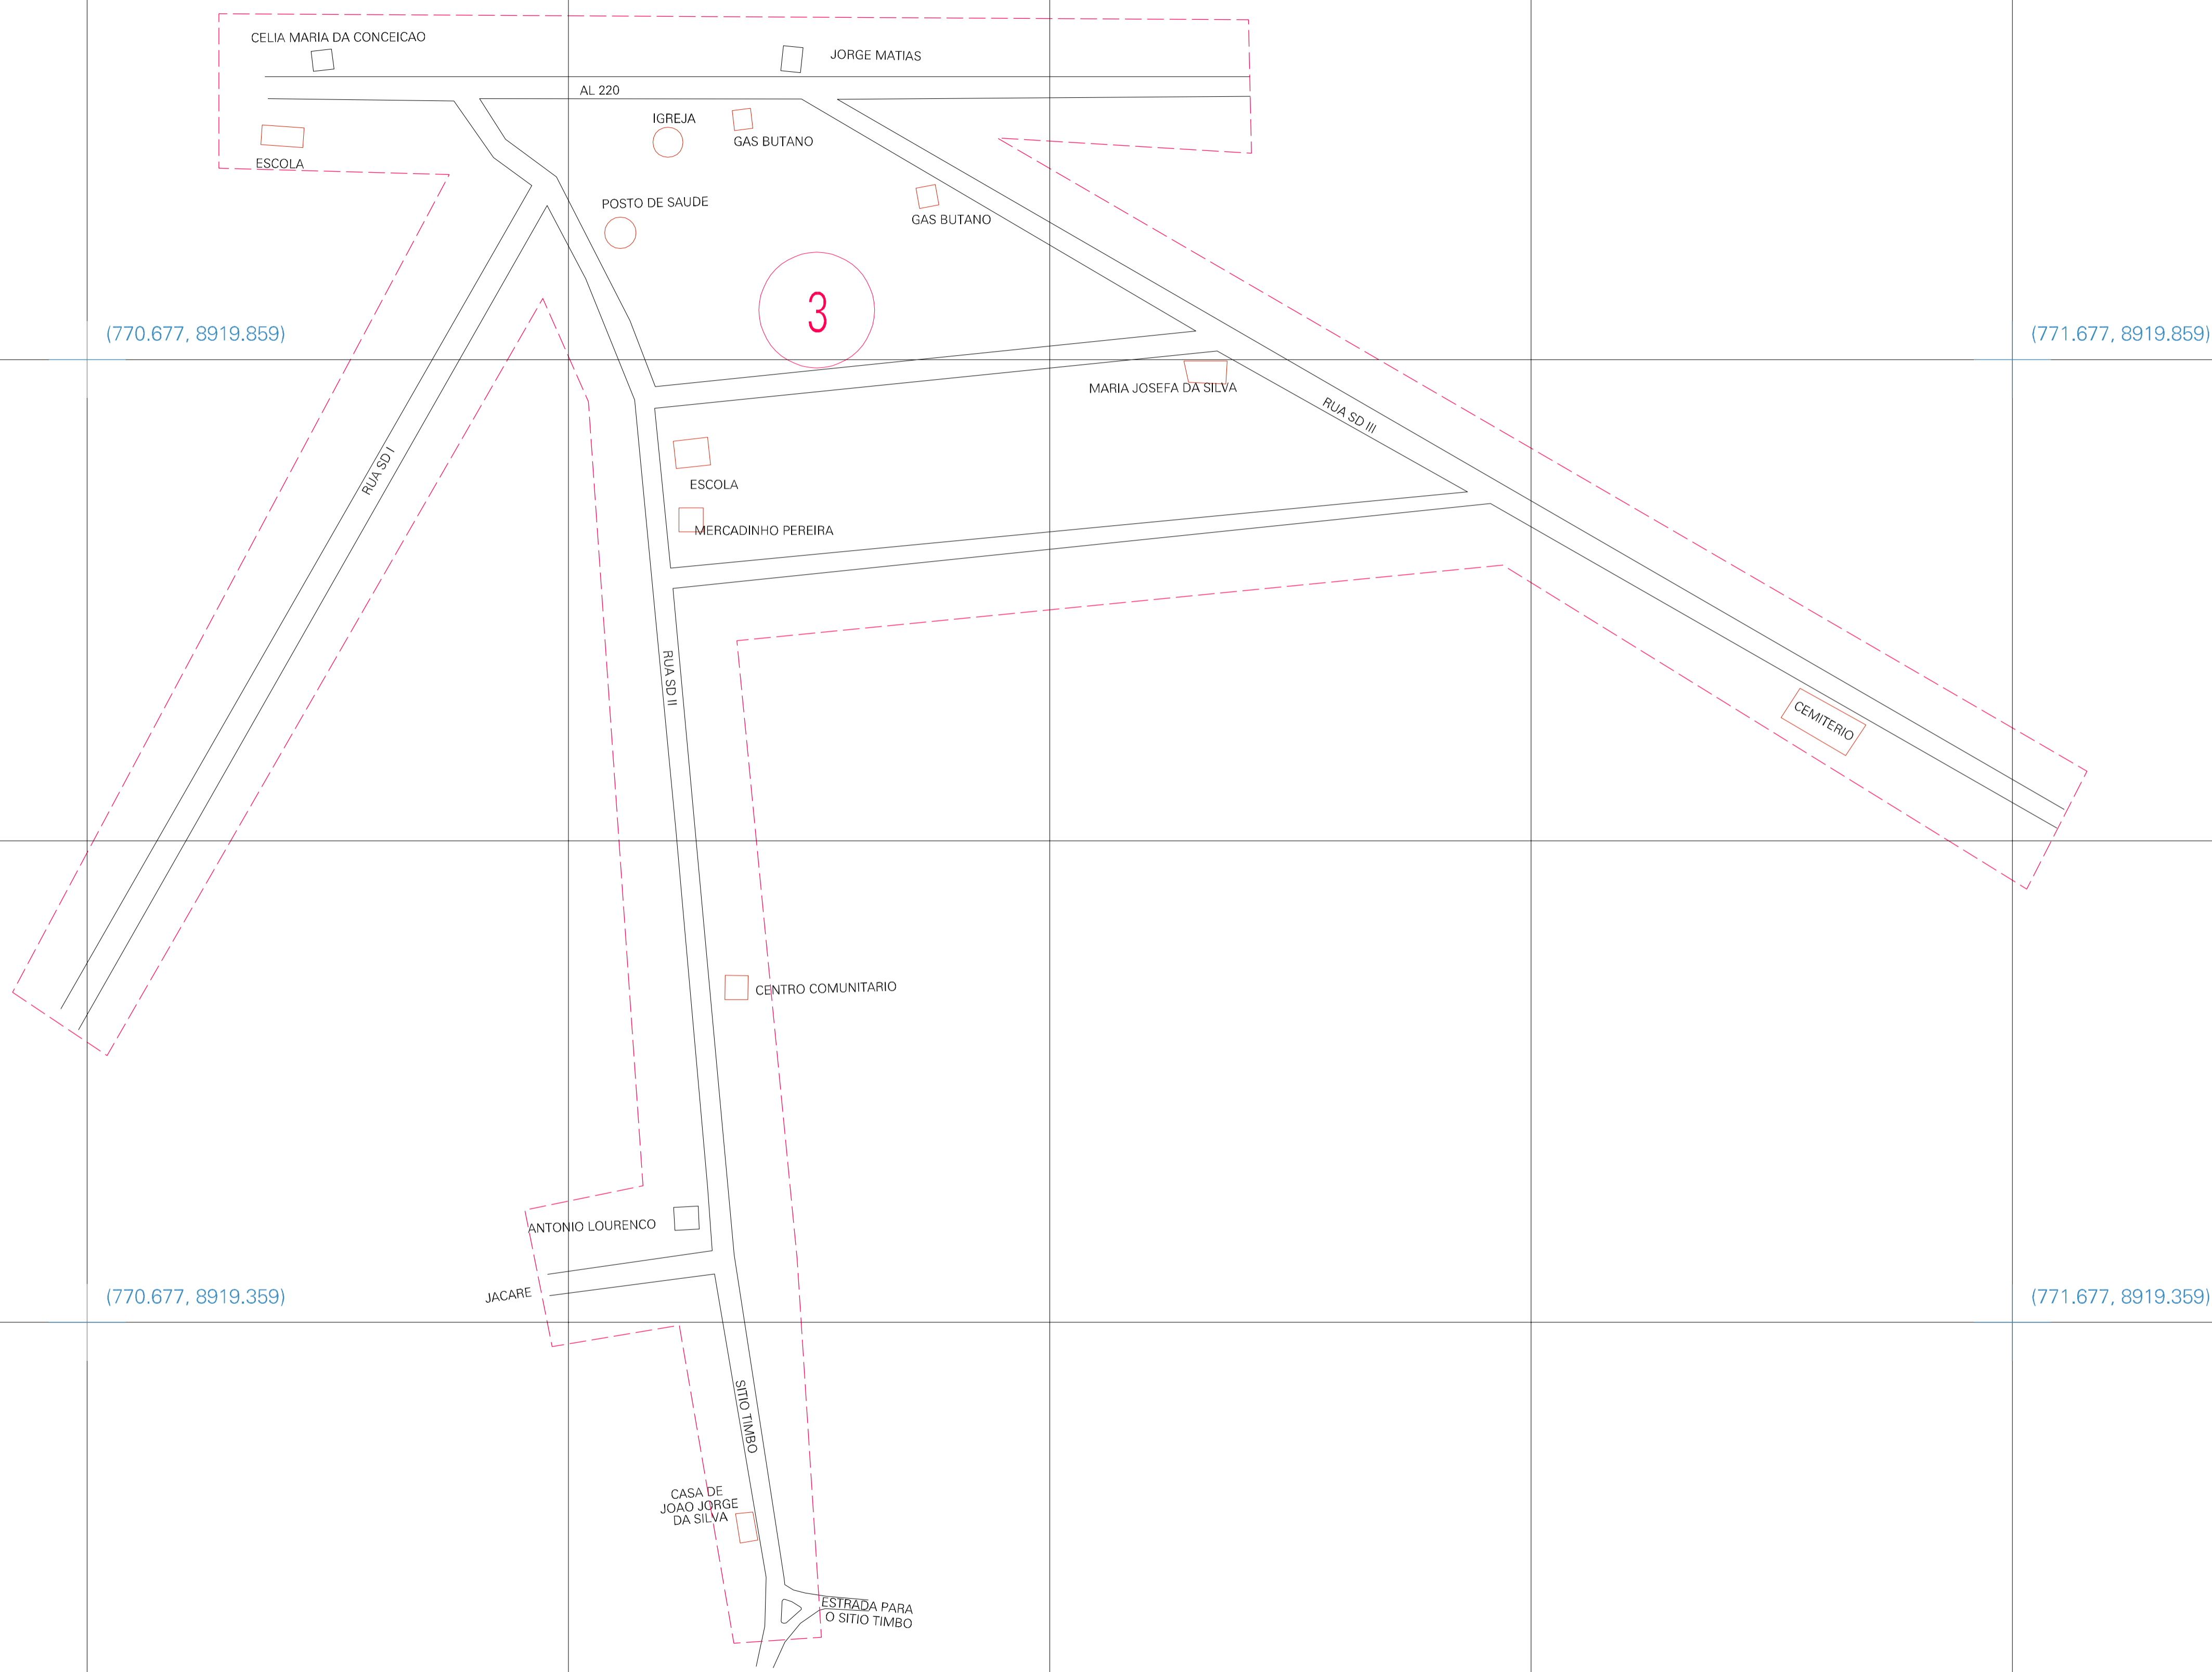 CELIA MARIA DA CONCEICAO
JORGE MATIAS
AL 220
IGREJA
GAS BUTANO
ESCOLA
POSTO DE SAUDE
GAS BUTANO
3
(770.677, 8919.859)
(771.677, 8919.859)
MARIA JOSEFA DA SILVA
RUA SD III
RUA SD I
ESCOLA
MERCADINHO PEREIRA
RUA SD II
CEMITERIO
CENTRO COMUNITARIO
ANTONIO LOURENCO
JACARE
(770.677, 8919.359)
(771.677, 8919.359)
SITIO TIMBO
CASA DE
JOAO JORGE
DA SILVA
ESTRADA PARA
O SITIO TIMBO